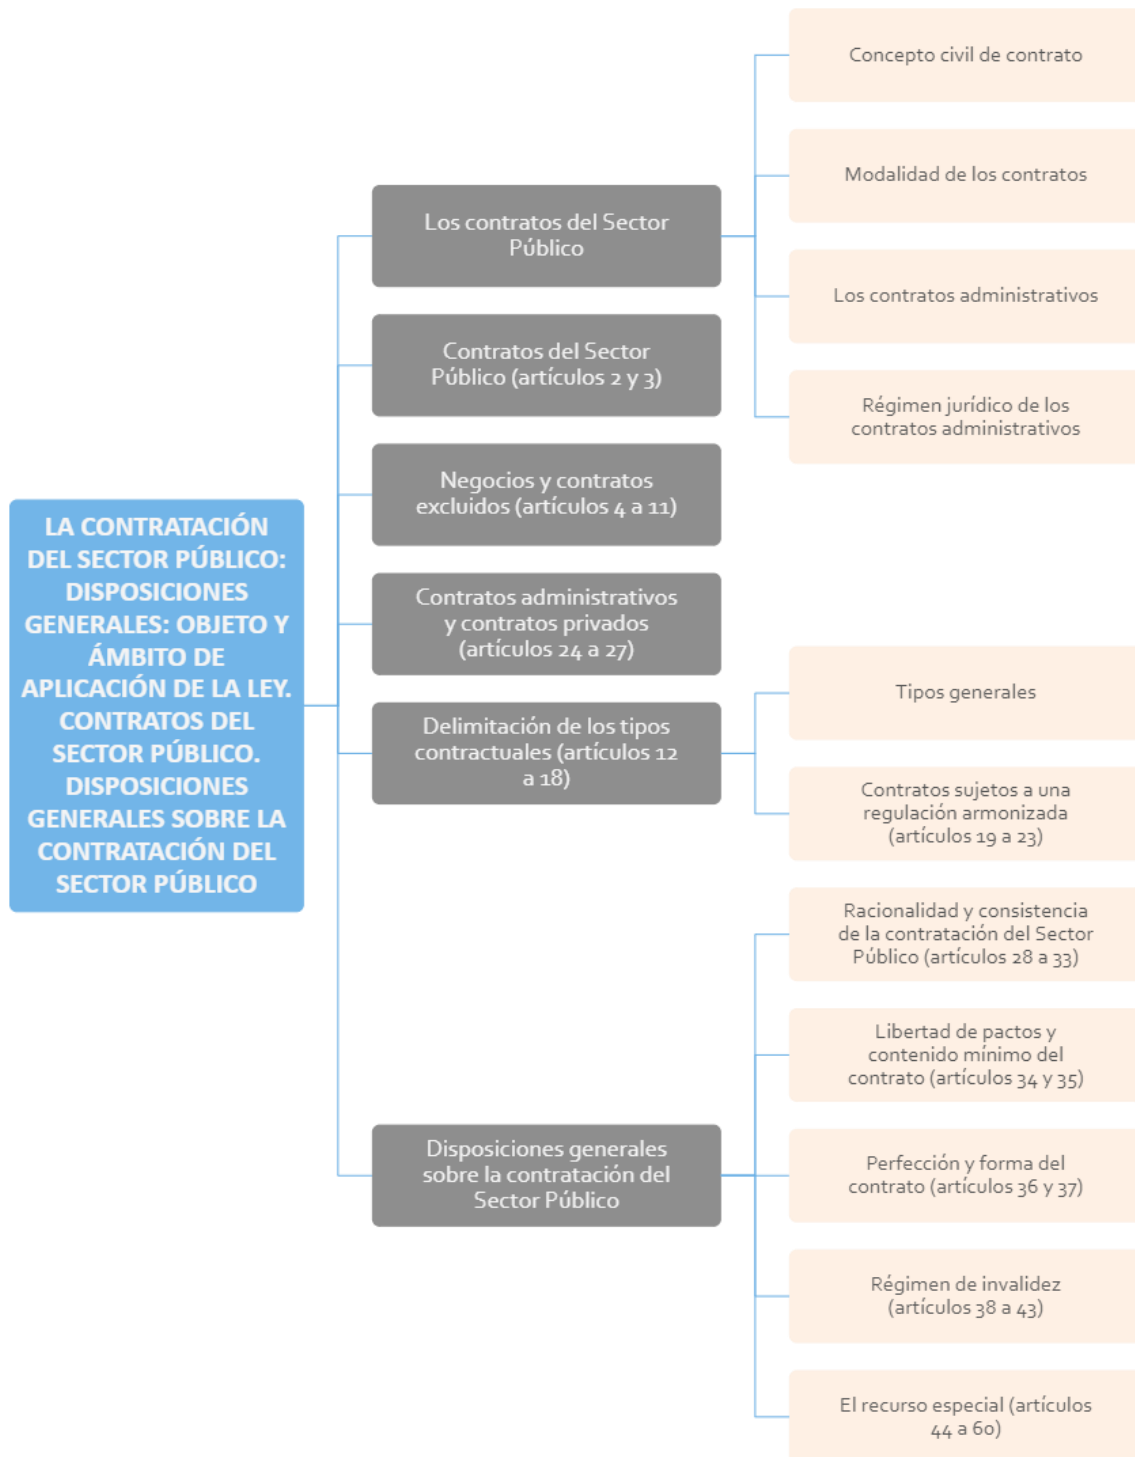 LA CONTRATACIÓN
DEL SECTOR PÚBLICO:
DISPOSICIONES
GENERALES: OBJETO Y
ÁMBITO DE
APLICACIÓN DE LA LEY.
CONTRATOS DEL
SECTOR PÚBLICO.
DISPOSICIONES
GENERALES SOBRE LA
CONTRATACIÓN DEL
SECTOR PÚBLICO
Los contratos del Sector
Público
Concepto civil de contrato
Modalidad de los contratos
Los contratos administrativos
Régimen jurídico de los
contratos administrativos
Contratos del Sector
Público (artículos 2 y 3)
Negocios y contratos
excluidos (artículos 4 a 11)
Contratos administrativos
y contratos privados
(artículos 24 a 27)
Delimitación de los tipos
contractuales (artículos 12
a 18)
Tipos generales
Contratos sujetos a una
regulación armonizada
(artículos 19 a 23)
Disposiciones generales
sobre la contratación del
Sector Público
Racionalidad y consistencia
de la contratación del Sector
Público (artículos 28 a 33)
Libertad de pactos y
contenido mínimo del
contrato (artículos 34 y 35)
Perfección y forma del
contrato (artículos 36 y 37)
Régimen de invalidez
(artículos 38 a 43)
El recurso especial (artículos
44 a 60)